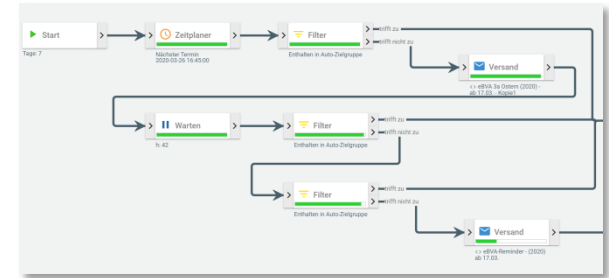 Start
Tage: 7
Zeitplaner
Nächster Termin
2020-03-26 16:45:00
Filter
Enthalten in Auto-Zielgruppe
trifft zu
trifft nicht zu
Versand
<> eBVA 3a Ostern (2020) -
ab 17.03. - Kopie1
Warten
h: 42
Filter
Enthalten in Auto-Zielgruppe
trifft zu
trifft nicht zu
Filter
Enthalten in Auto-Zielgruppe
trifft zu
trifft nicht zu
Versand
<> eBVA-Reminder - (2020)
ab 17.03.